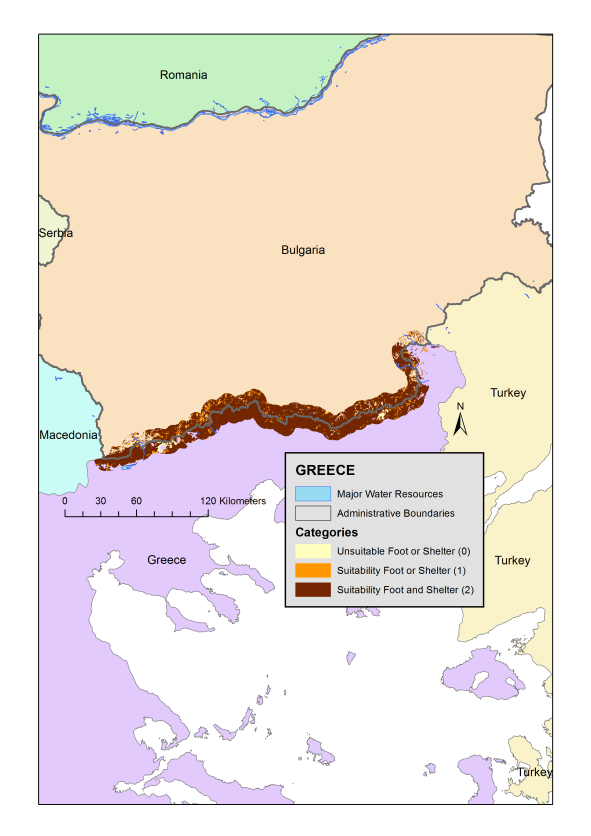 Romania
Serbia
Bulgaria
Turkey
Macedonia
N
0 30 60 120 Kilometers
GREECE
Major Water Resources
Administrative Boundaries
Categories
Unsuitable Foot or Shelter (0)
Suitability Foot or Shelter (1)
Suitability Foot and Shelter (2)
Greece
Turkey
Turkey